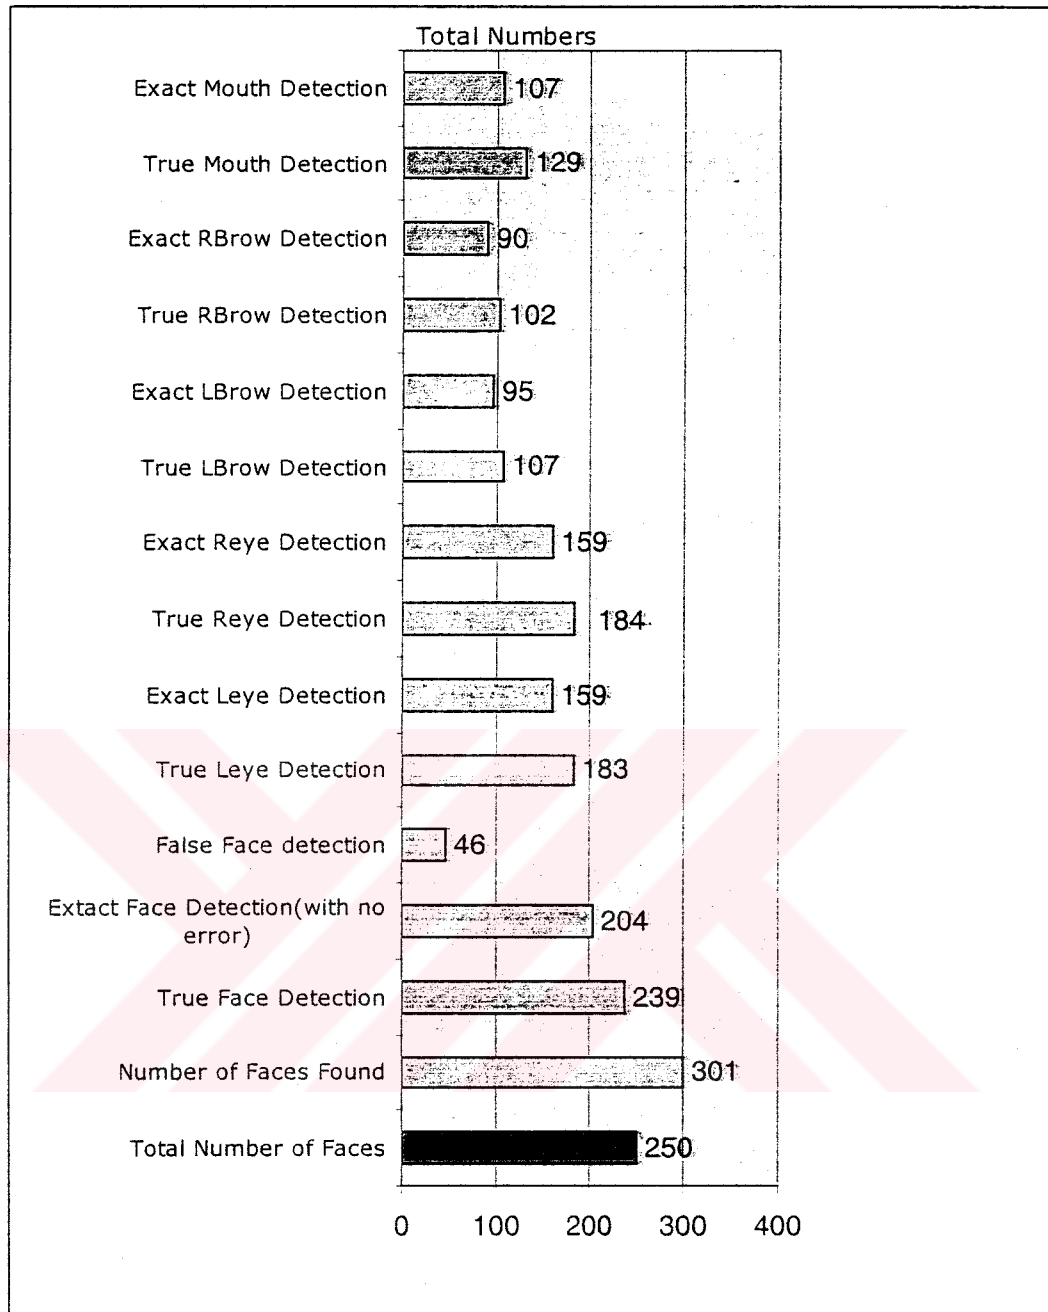 Total Numbers
Exact Mouth Detection 107
True Mouth Detection 129
Exact RBrow Detection 90
True RBrow Detection 102
Exact LBrow Detection 95
True LBrow Detection 107
Exact Reye Detection 159
True Reye Detection 184
Exact Leye Detection 159
True Leye Detection 183
False Face detection 46
Extact Face Detection(with no
error) 204
True Face Detection 239
Number of Faces Found 301
Total Number of Faces 250
0 100 200 300 400